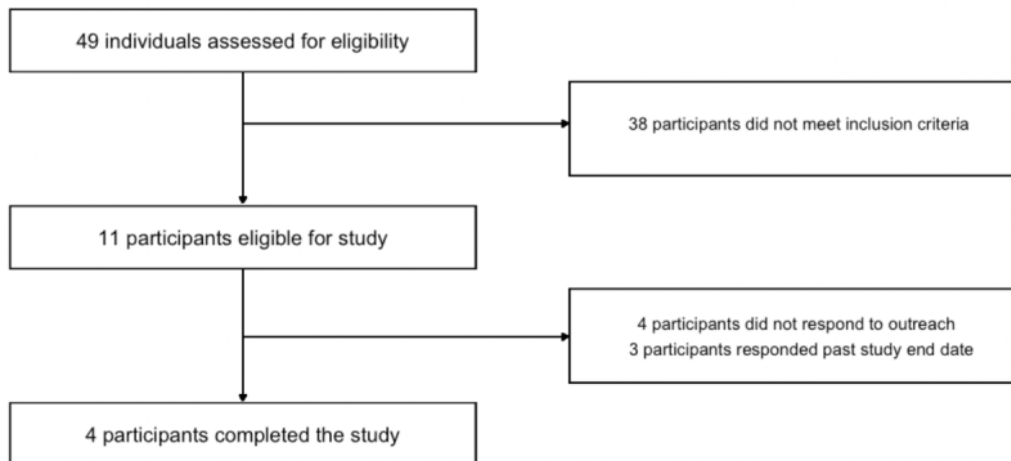 49 individuals assessed for eligibility
38 participants did not meet inclusion criteria
11 participants eligible for study
4 participants did not respond to outreach
3 participants responded past study end date
4 participants completed the study